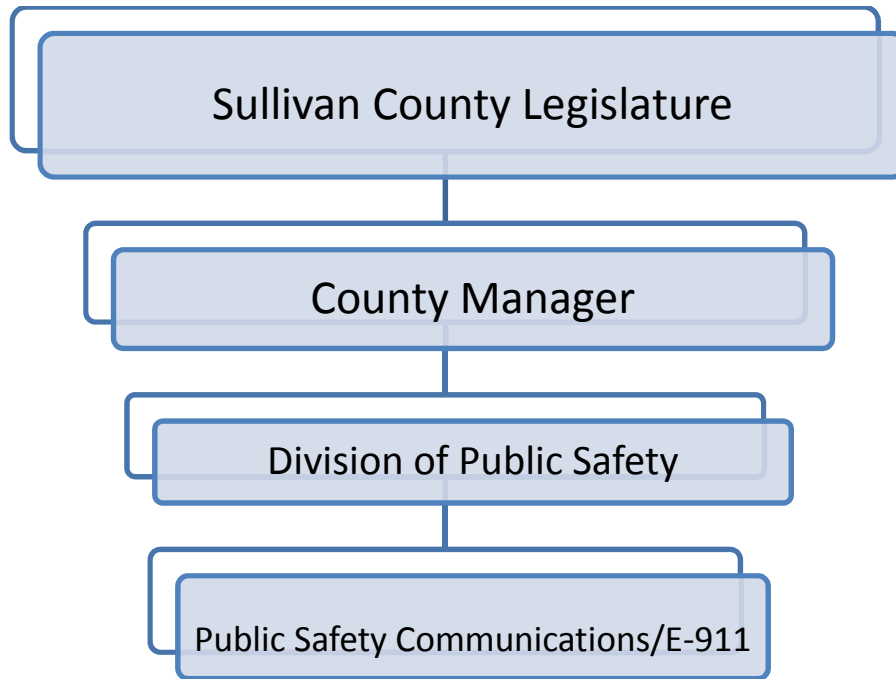 Sullivan County Legislature
County Manager
Division of Public Safety
Public Safety Communications/E-911